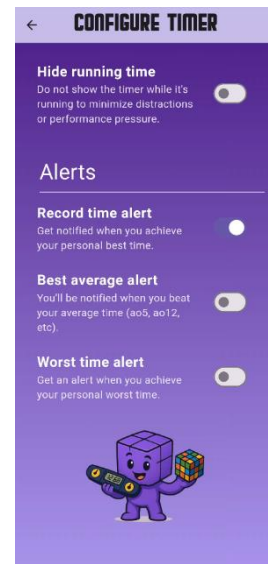 CONFIGURE TIMER
Hide running time
Do not show the timer while it's
running to minimize distractions
or performance pressure.
Alerts
Record time alert
Get notified when you achieve
your personal best time.
Best average alert
You'll be notified when you beat
your average time (ao5, ao12,
etc).
Worst time alert
Get an alert when you achieve
your personal worst time.